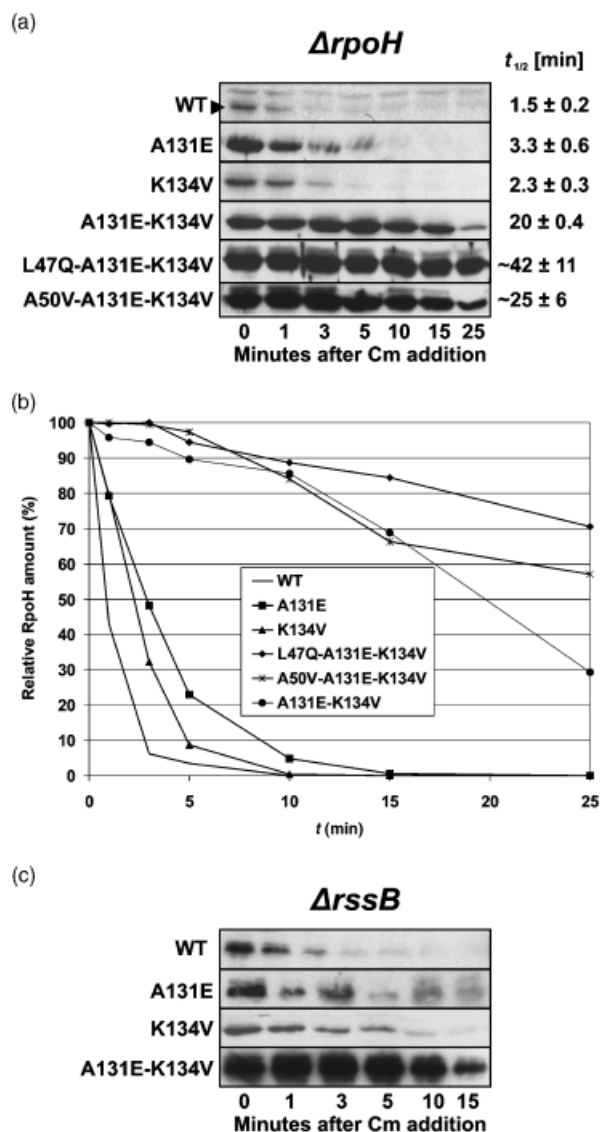 (a)
ΔrpoH
t1/2 [min]
WT 1.5 ± 0.2
A131E 3.3 ± 0.6
K134V 2.3 ± 0.3
A131E-K134V 20 ± 0.4
L47Q-A131E-K134V ~42 ± 11
A50V-A131E-K134V ~25 ± 6
0 1 3 5 10 15 25
Minutes after Cm addition
(b)
Relative RpoH amount (%)
100
90
80
70
60
50
40
30
20
10
0
WT
A131E
K134V
L47Q-A131E-K134V
A50V-A131E-K134V
A131E-K134V
0 5 10 15 20 25
t (min)
(c)
ΔrssB
WT
A131E
K134V
A131E-K134V
0 1 3 5 10 15
Minutes after Cm addition